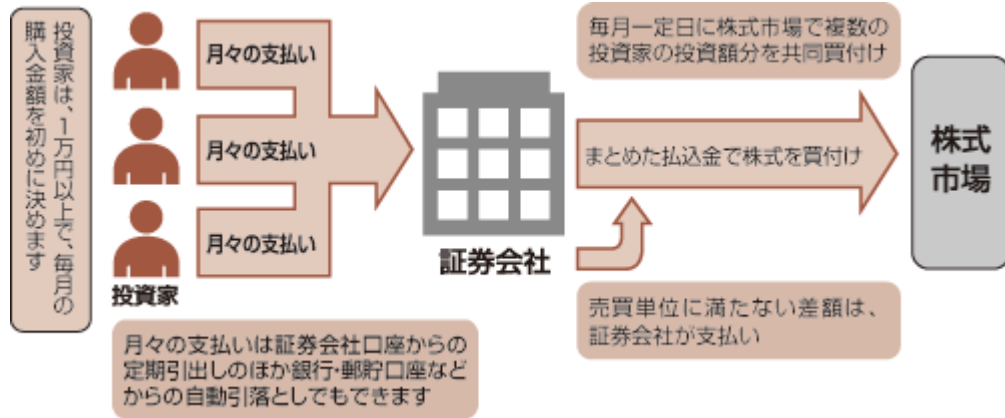 投資家は、1万円以上で、毎月の
購入金額を初めに決めます
月々の支払い
月々の支払い
月々の支払い
投資家
月々の支払いは証券会社口座からの
定期引出しのほか銀行・郵貯口座など
からの自動引落としてもできます
証券会社
毎月一定日に株式市場で複数の
投資家の投資額分を共同買付け
まとめた払込金で株式を買付け
売買単位に満たない差額は、
証券会社が支払い
株式
市場